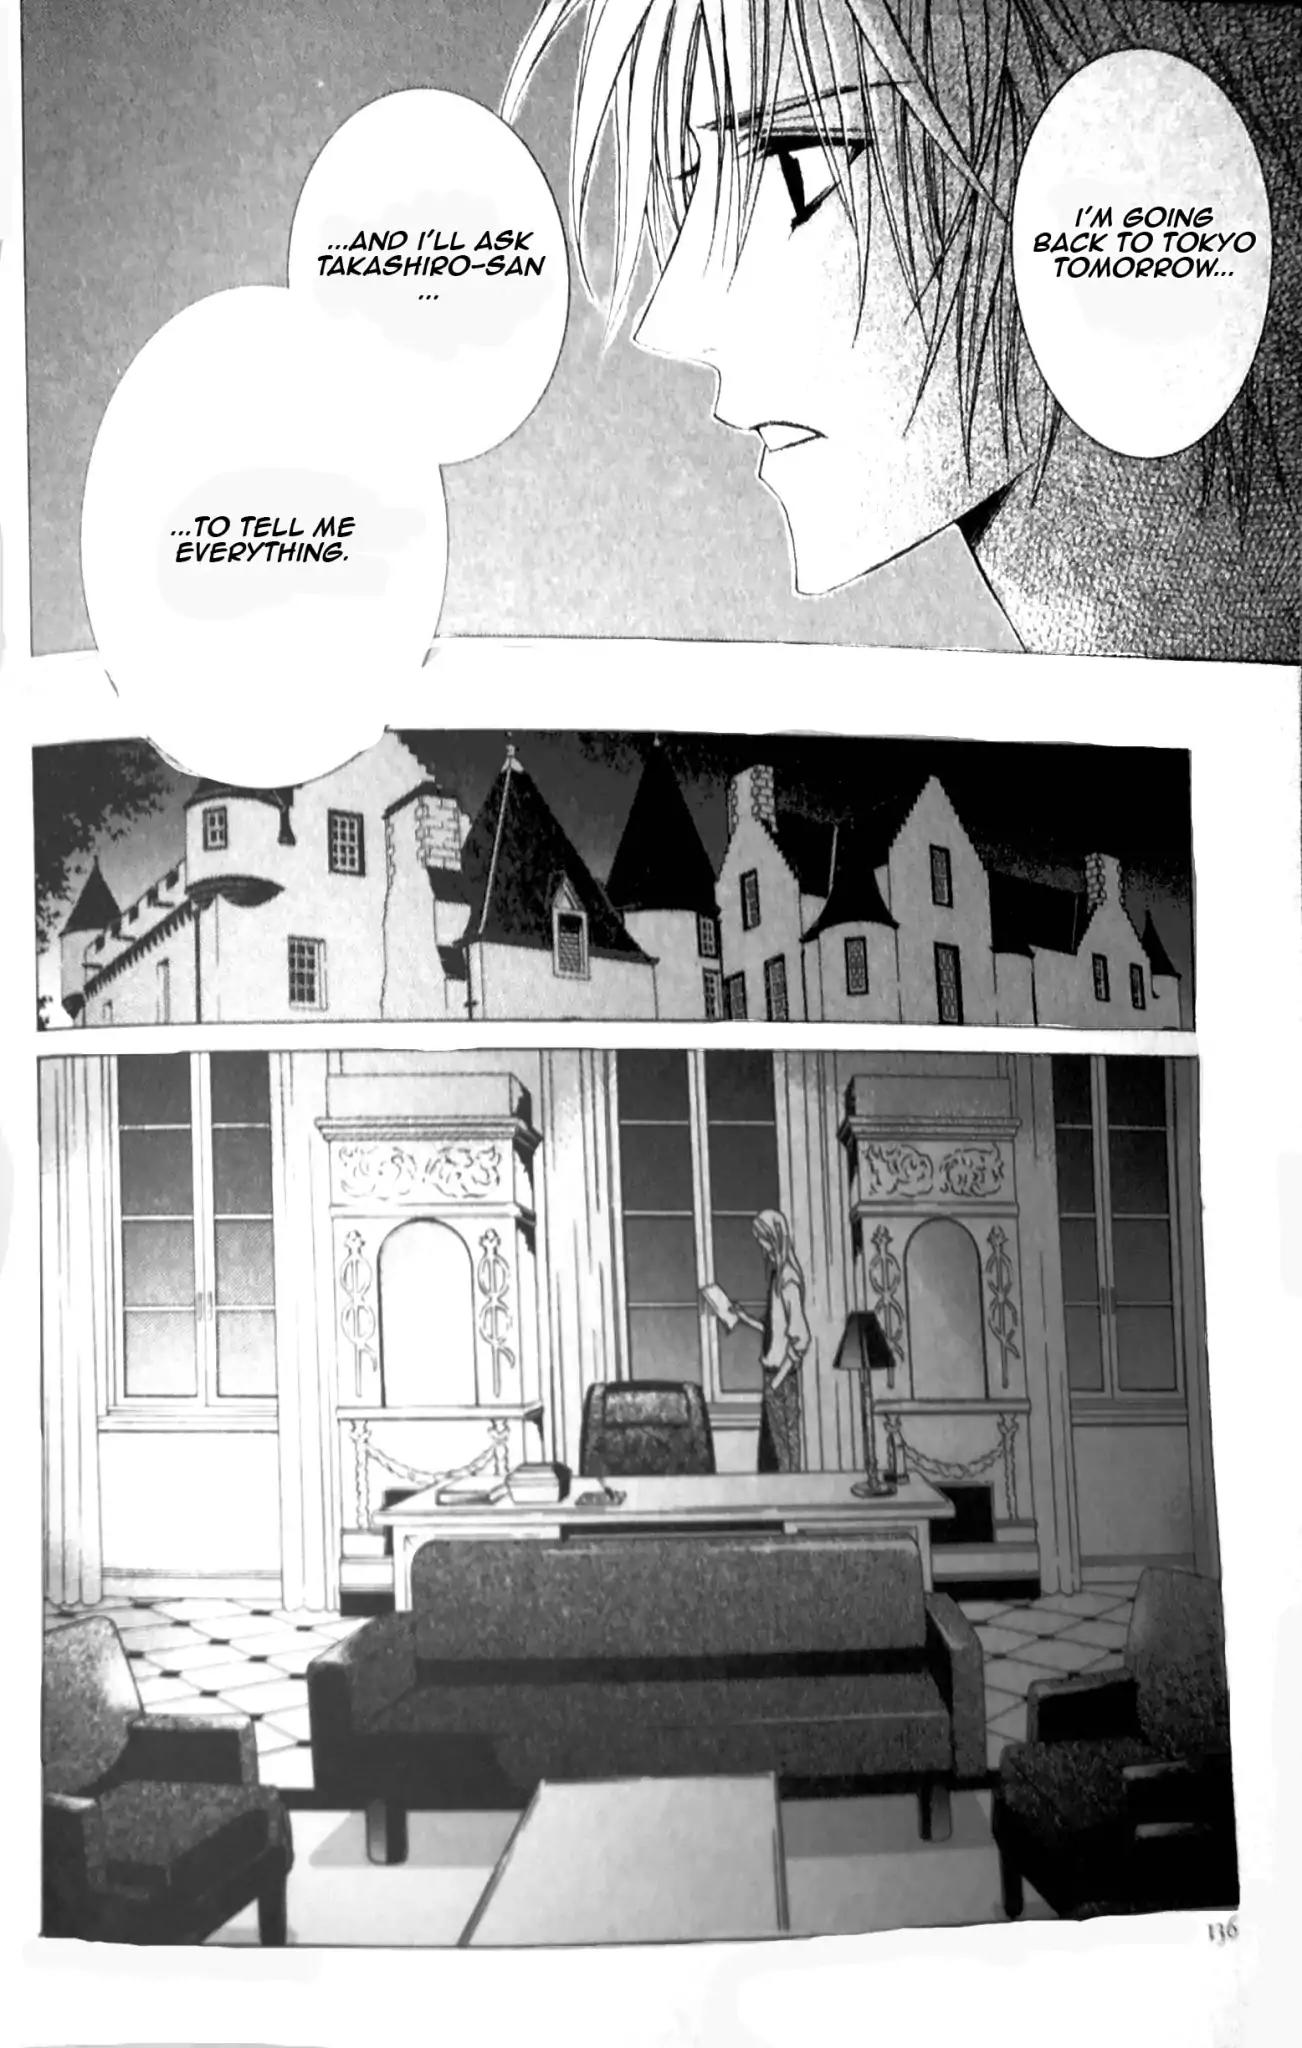 I'M GOING
BACK TO TOKYO
TOMORROW...
...AND I'LL ASK
TAKASHIRO-SAN
...
...TO TELL ME
EVERYTHING.
136